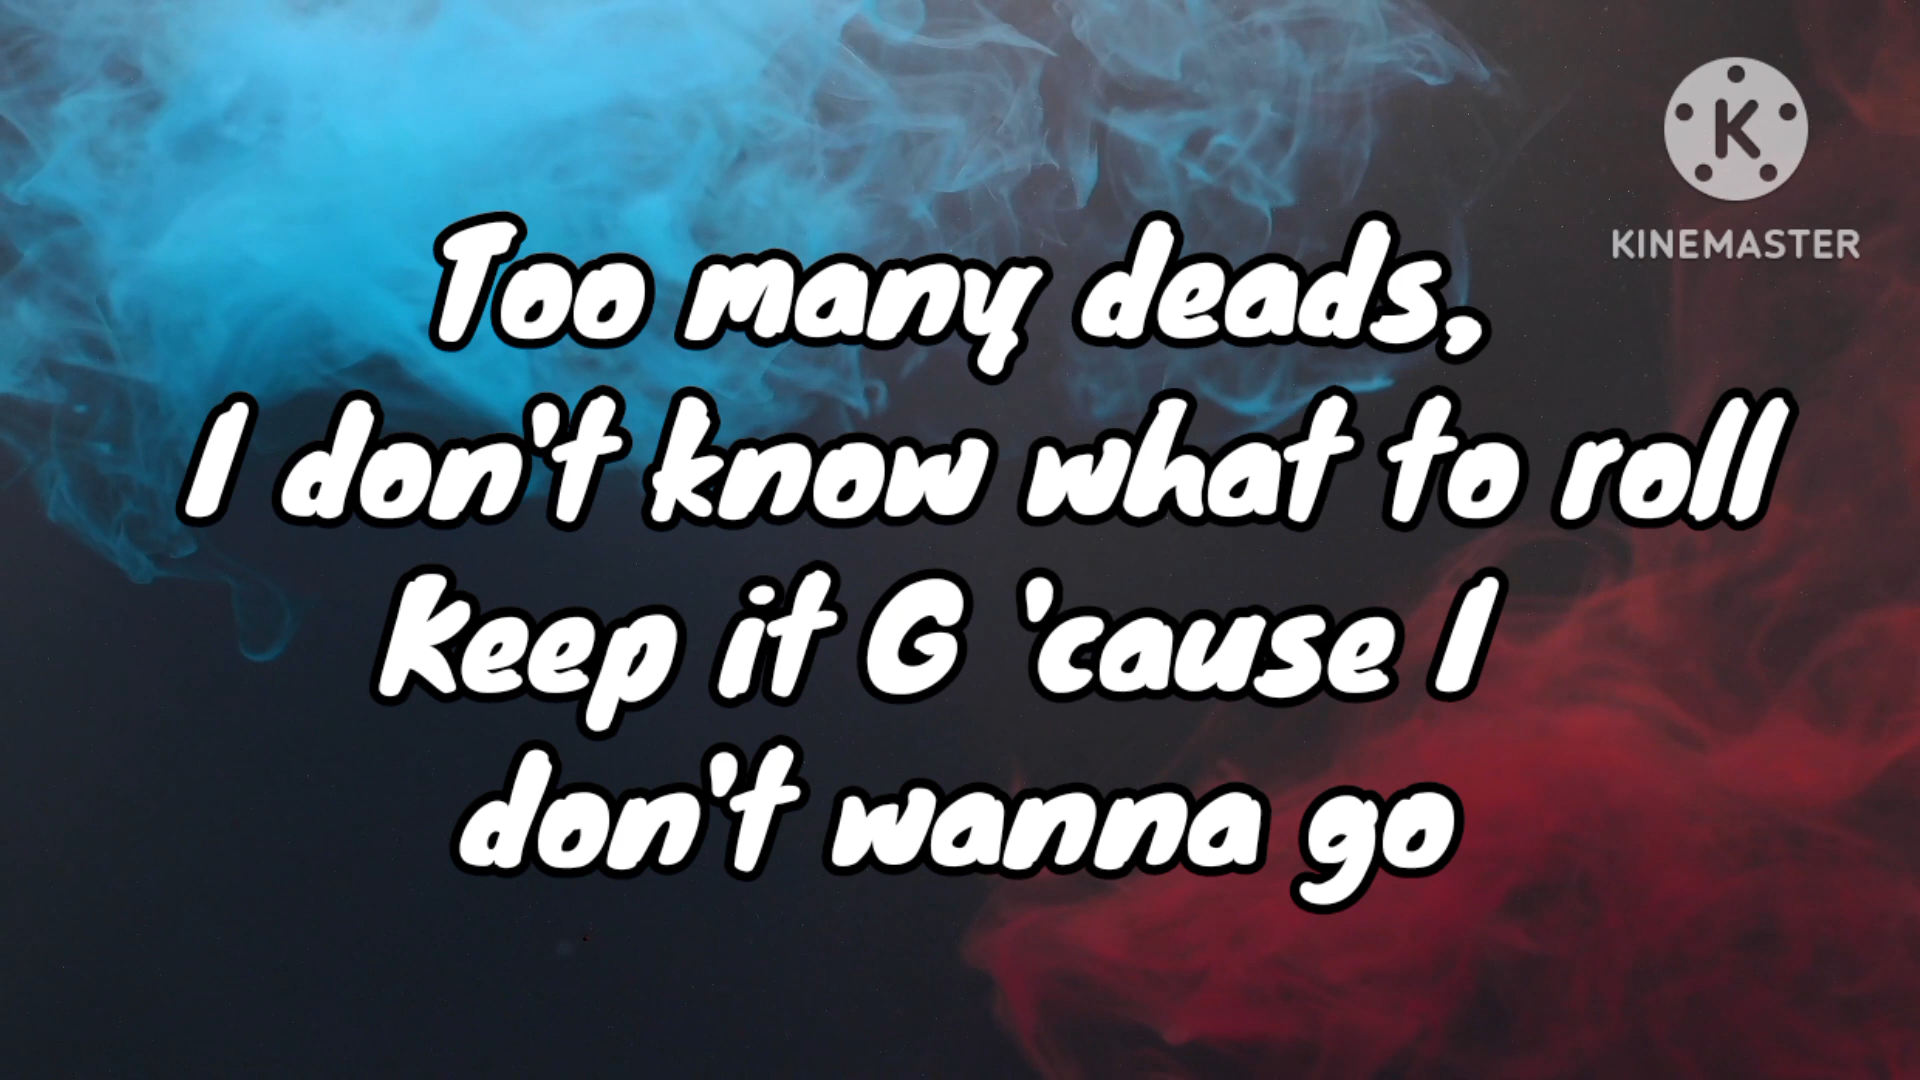 K
KINEMASTER
Too many deads,
I don't know what to roll
Keep it G 'cause I
don't wanna go